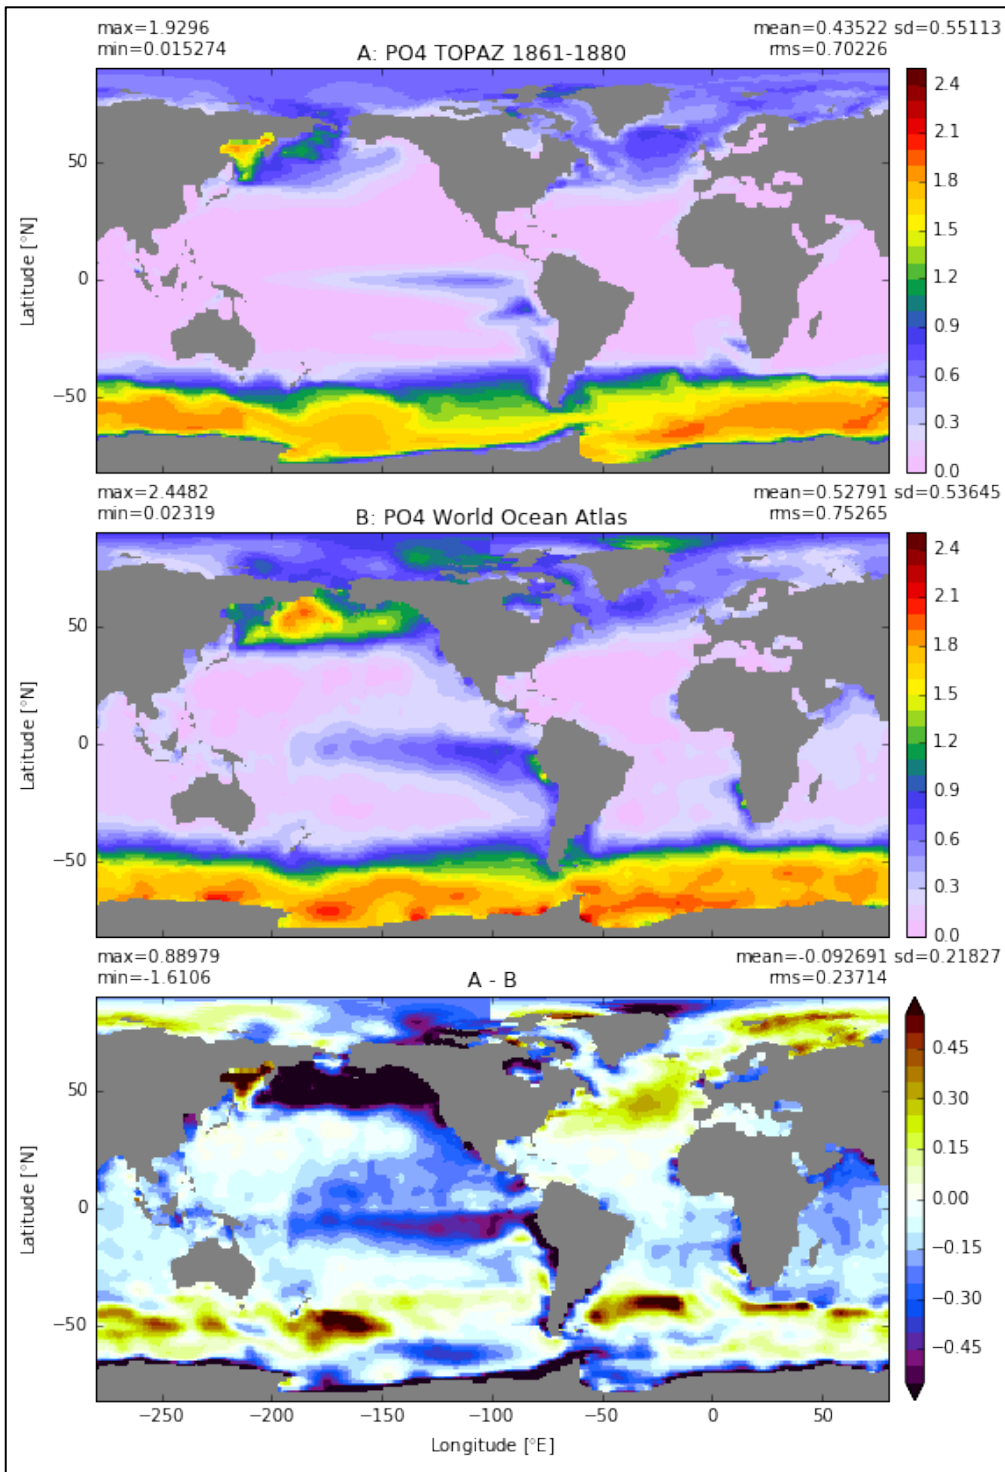 max=1.9296
min=0.015274
A: PO4 TOPAZ 1861-1880
mean=0.43522 sd=0.55113
rms=0.70226
Latitude [°N]
50
0
−50
2.4
2.1
1.8
1.5
1.2
0.9
0.6
0.3
0.0
max=2.4482
min=0.02319
B: PO4 World Ocean Atlas
mean=0.52791 sd=0.53645
rms=0.75265
Latitude [°N]
50
0
−50
2.4
2.1
1.8
1.5
1.2
0.9
0.6
0.3
0.0
max=0.88979
min=-1.6106
A - B
mean=-0.092691 sd=0.21827
rms=0.23714
Latitude [°N]
50
0
−50
0.45
0.30
0.15
0.00
−0.15
−0.30
−0.45
−250 −200 −150 −100 −50 0 50
Longitude [°E]